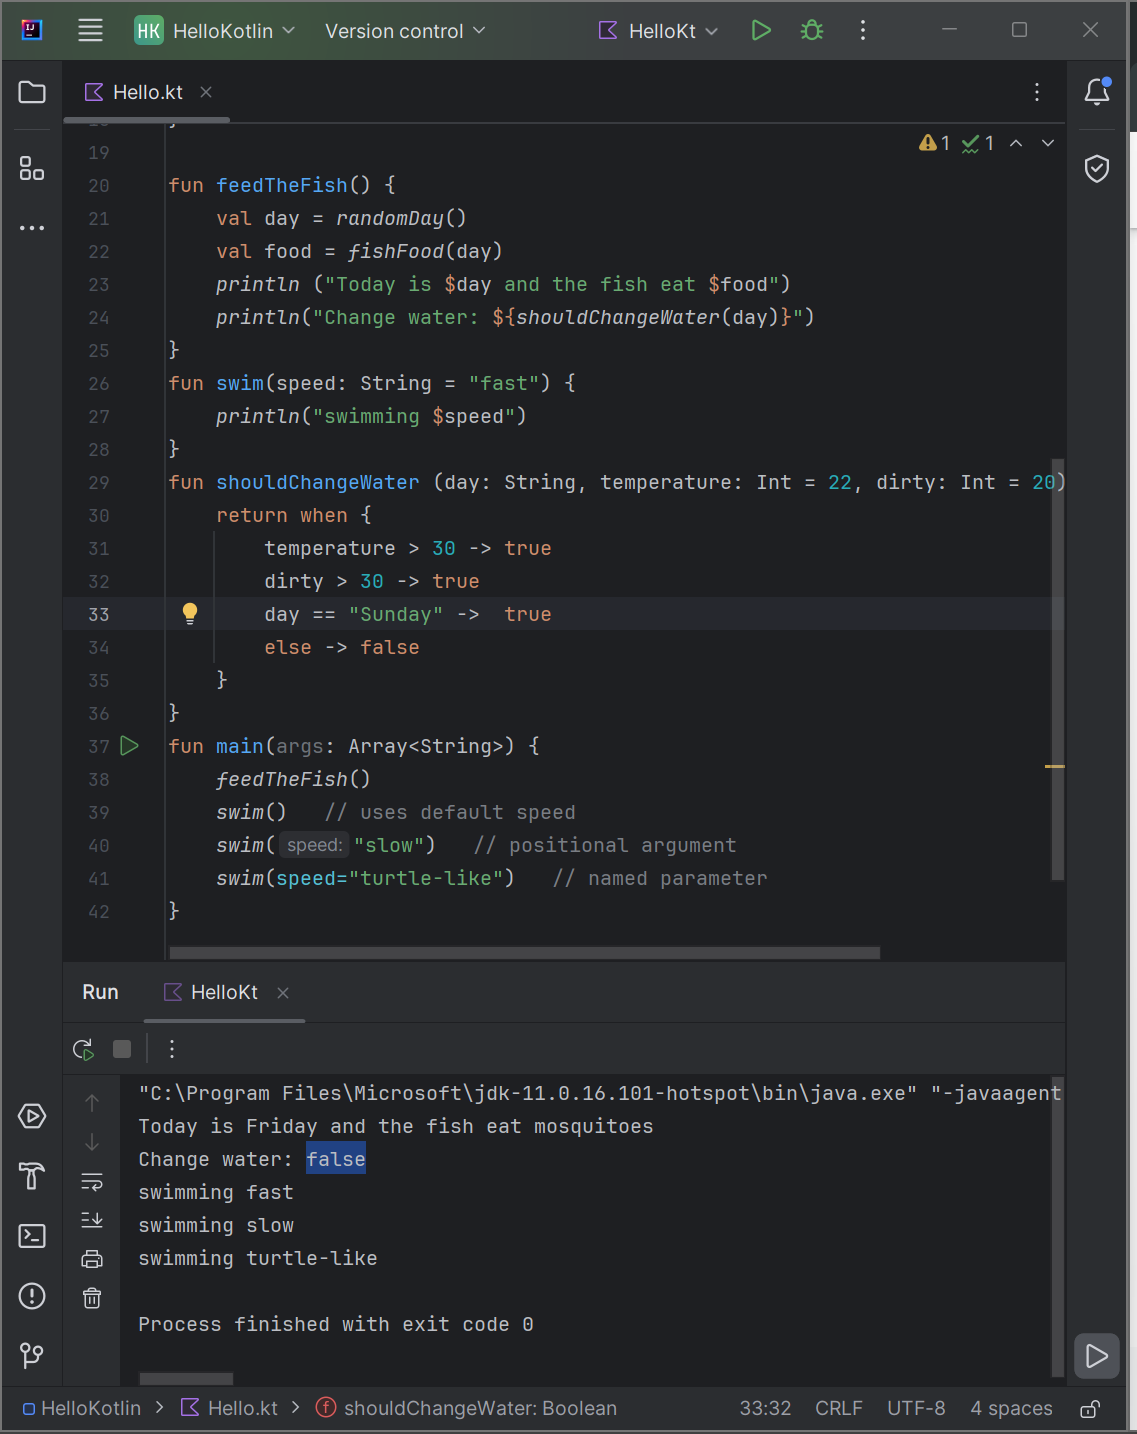 HK HelloKotlin Version control HelloKt
Hello.kt
1 1
19
20 fun feedTheFish() {
21 val day = randomDay()
22 val food = fishFood(day)
23 println ("Today is $day and the fish eat $food")
24 println("Change water: ${shouldChangeWater(day)}")
25 }
26 fun swim(speed: String = "fast") {
27 println("swimming $speed")
28 }
29 fun shouldChangeWater (day: String, temperature: Int = 22, dirty: Int = 20)
30 return when {
31 temperature > 30 -> true
32 dirty > 30 -> true
33 day == "Sunday" ->  true
34 else -> false
35 }
36 }
37 fun main(args: Array<String>) {
38 feedTheFish()
39 swim()   // uses default speed
40 swim( speed: "slow")   // positional argument
41 swim(speed="turtle-like")   // named parameter
42 }
Run HelloKt
"C:\Program Files\Microsoft\jdk-11.0.16.101-hotspot\bin\java.exe" "-javaagent
Today is Friday and the fish eat mosquitoes
Change water: false
swimming fast
swimming slow
swimming turtle-like
Process finished with exit code 0
HelloKotlin > Hello.kt > f shouldChangeWater: Boolean 33:32 CRLF UTF-8 4 spaces